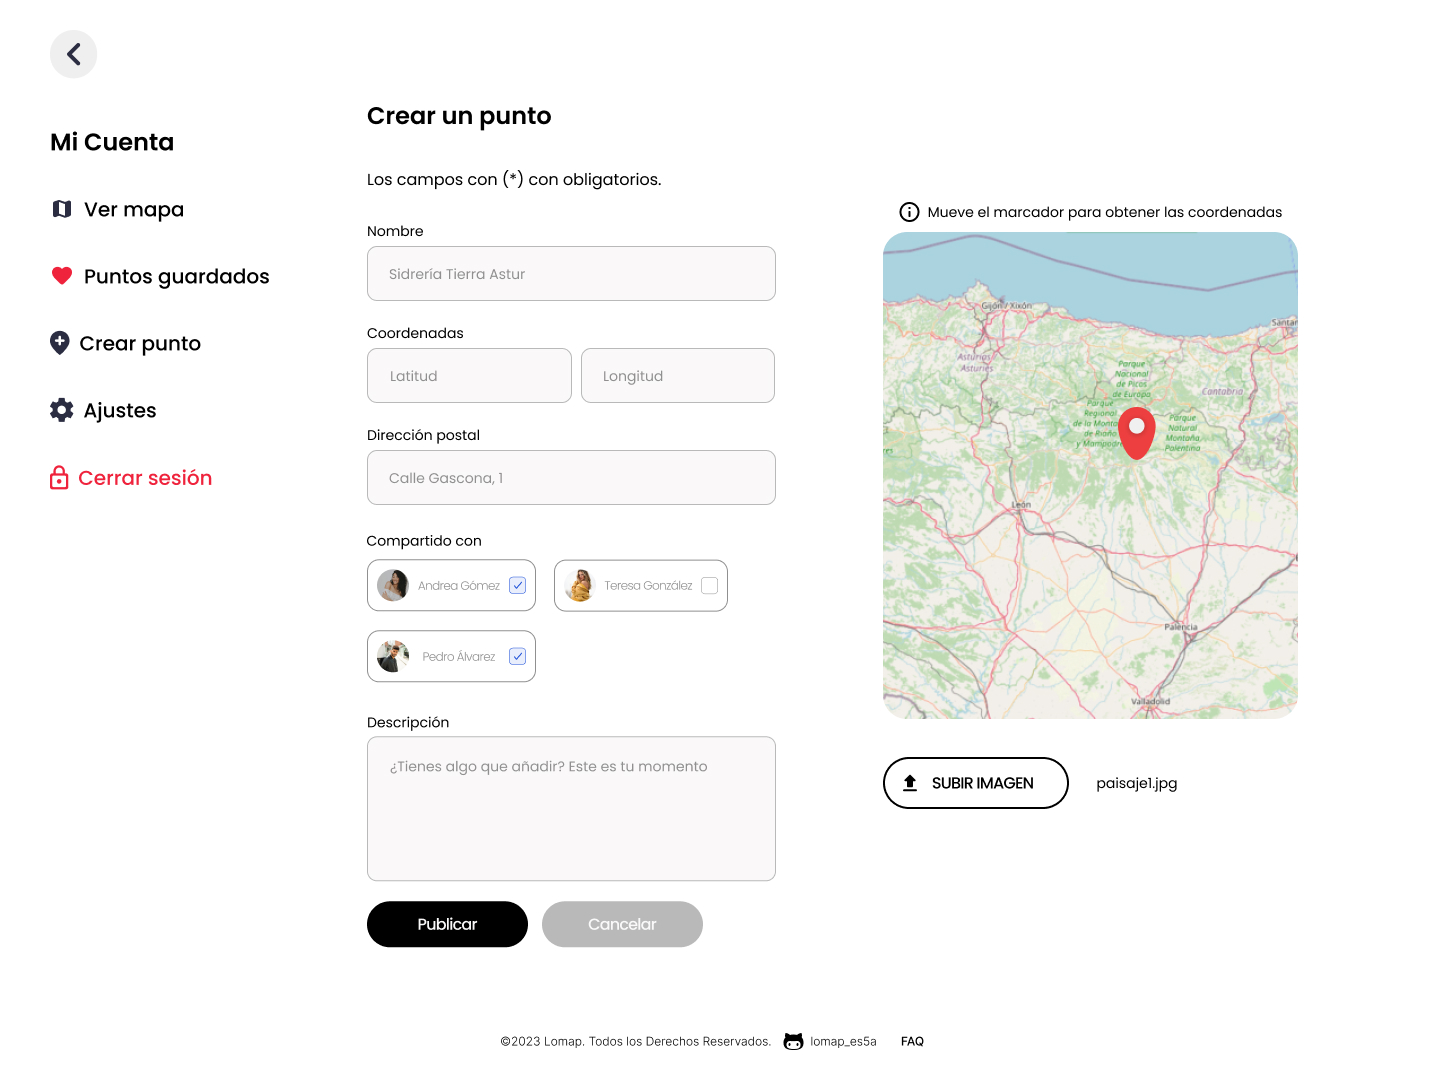 Mi Cuenta
Ver mapa
Puntos guardados
Crear punto
Ajustes
Cerrar sesión
Crear un punto
Los campos con (*) con obligatorios.
Nombre
Sidrería Tierra Astur
Coordenadas
Latitud
Longitud
Dirección postal
Calle Gascona, 1
Compartido con
Andrea Gómez
Teresa González
Pedro Álvarez
Descripción
¿Tienes algo que añadir? Este es tu momento
Publicar
Cancelar
Mueve el marcador para obtener las coordenadas
Gijón / Xixón
Santan
Asturias /
Asturies
Parque
Nacional
de Picos
de Europa
Cantabria
Parque
Regional
de la Monta
de Riaño
y Mampodre
Parque
Natural
Montaña
Palentina
León
Palencia
Valladolid
SUBIR IMAGEN
paisaje1.jpg
©2023 Lomap. Todos los Derechos Reservados.
lomap_es5a
FAQ